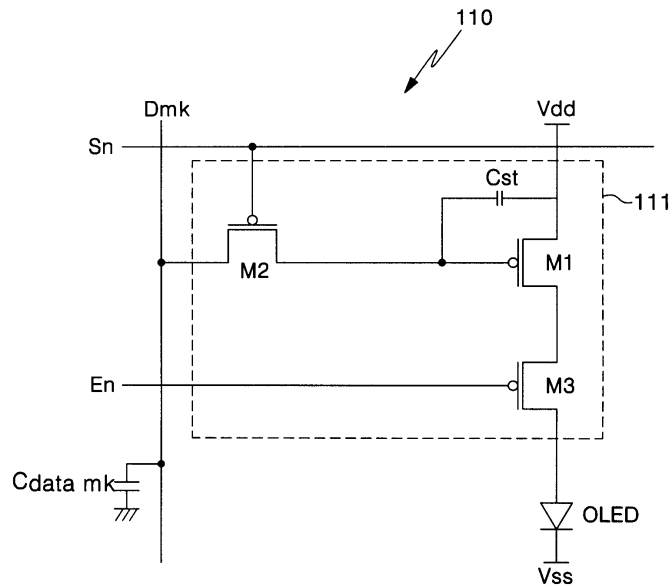 110
Dmk
Vdd
Sn
Cst
111
M2
M1
En
M3
Cdata mk
OLED
Vss